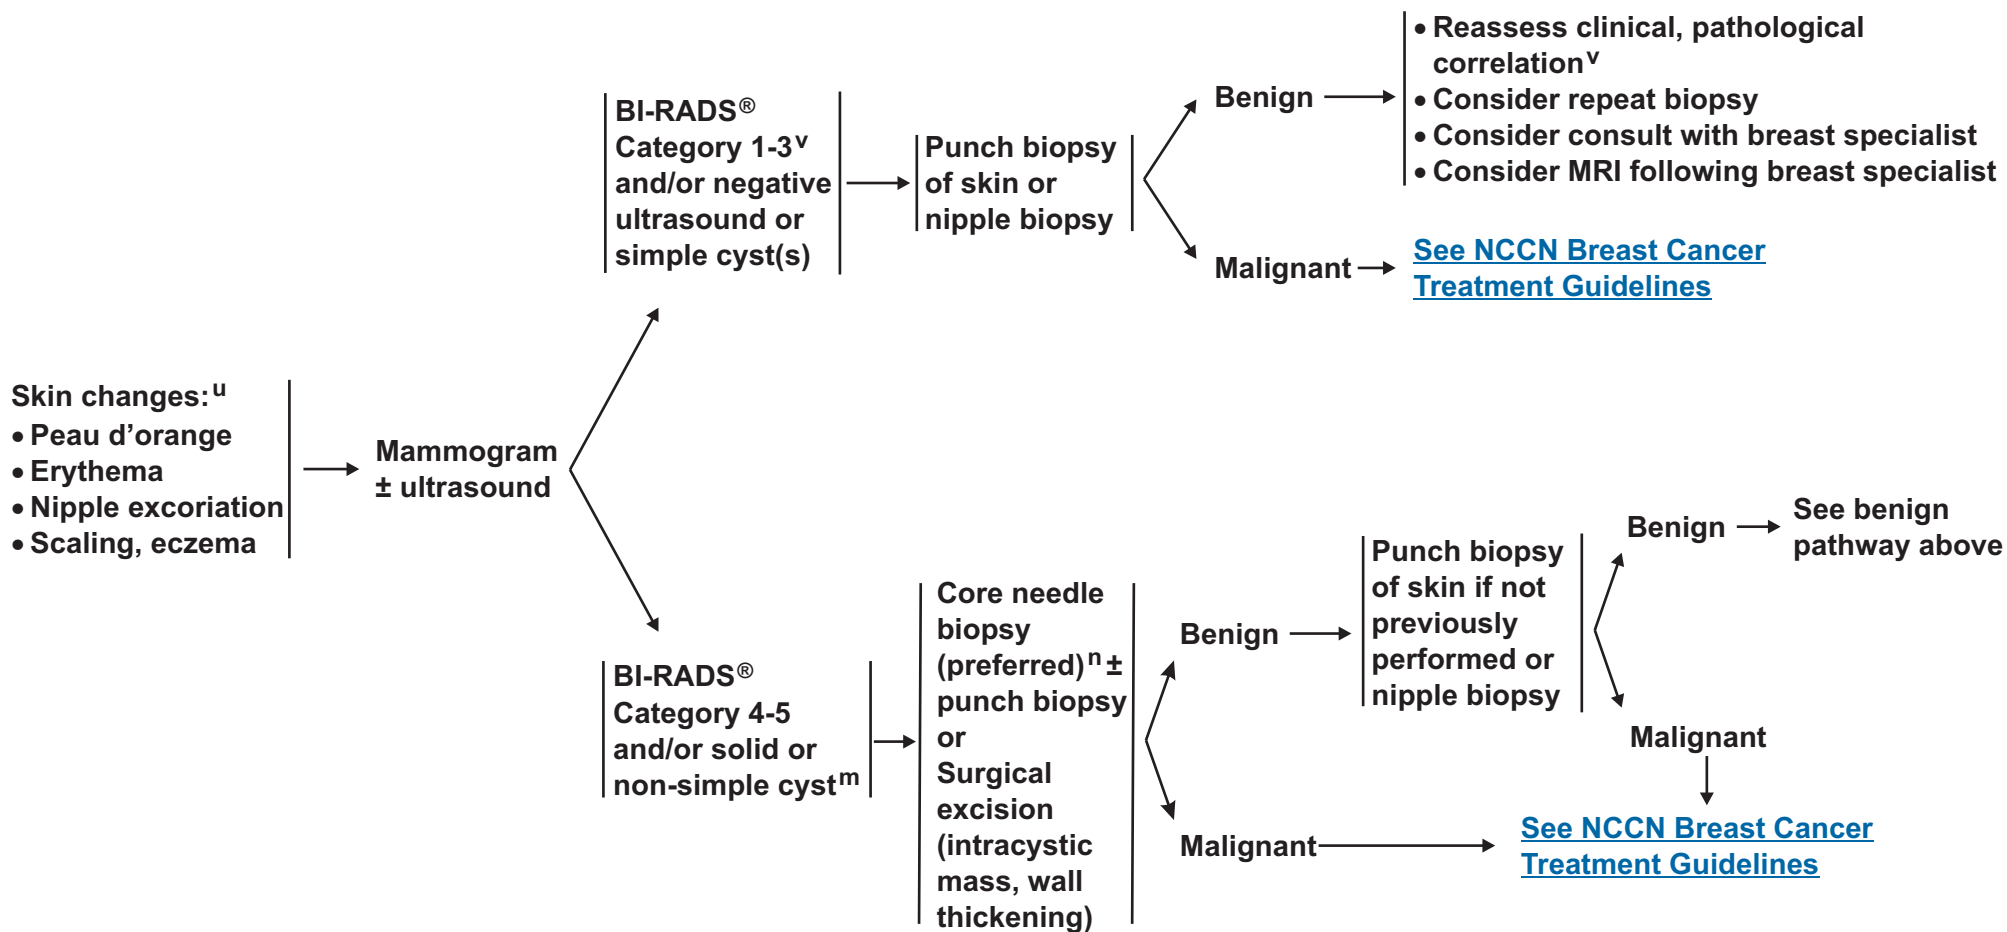 Skin changes:ᵘ
• Peau d’orange
• Erythema
• Nipple excoriation
• Scaling, eczema
Mammogram
± ultrasound
BI-RADS®
Category 1-3ᵛ
and/or negative
ultrasound or
simple cyst(s)
Punch biopsy
of skin or
nipple biopsy
Benign
• Reassess clinical, pathological
correlationᵛ
• Consider repeat biopsy
• Consider consult with breast specialist
• Consider MRI following breast specialist
Malignant
See NCCN Breast Cancer
Treatment Guidelines
BI-RADS®
Category 4-5
and/or solid or
non-simple cystᵐ
Core needle
biopsy
(preferred)ⁿ ±
punch biopsy
or
Surgical
excision
(intracystic
mass, wall
thickening)
Benign
Punch biopsy
of skin if not
previously
performed or
nipple biopsy
Benign
See benign
pathway above
Malignant
Malignant
See NCCN Breast Cancer
Treatment Guidelines